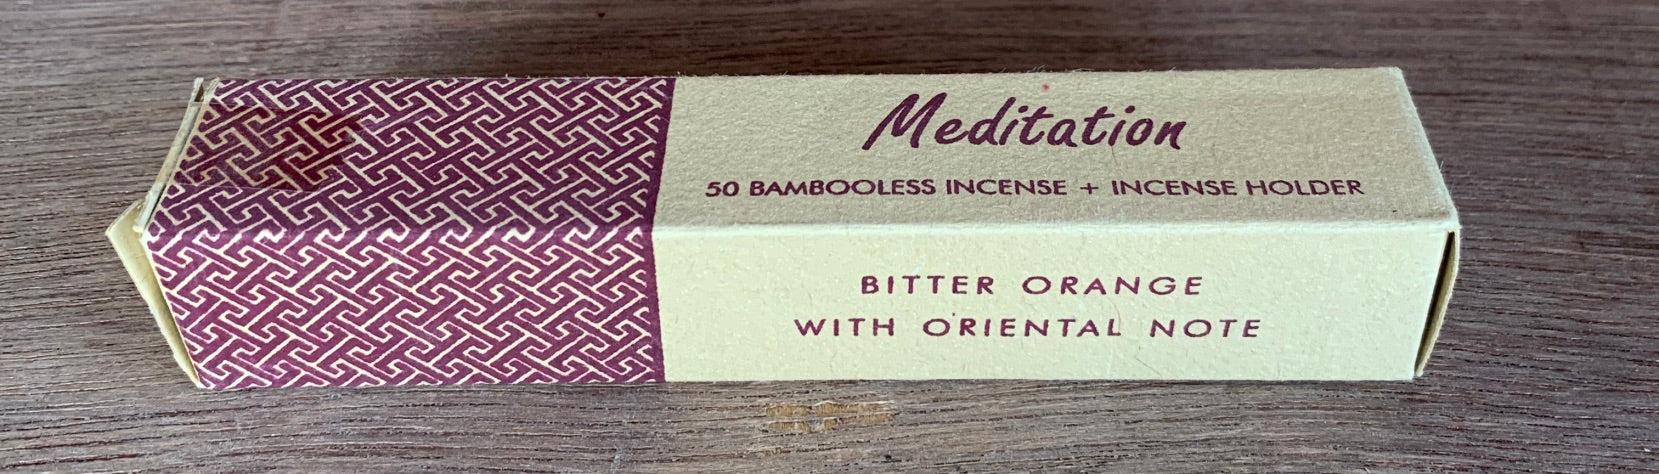 Meditation
50 BAMBOOLESS INCENSE + INCENSE HOLDER
BITTER ORANGE
WITH ORIENTAL NOTE